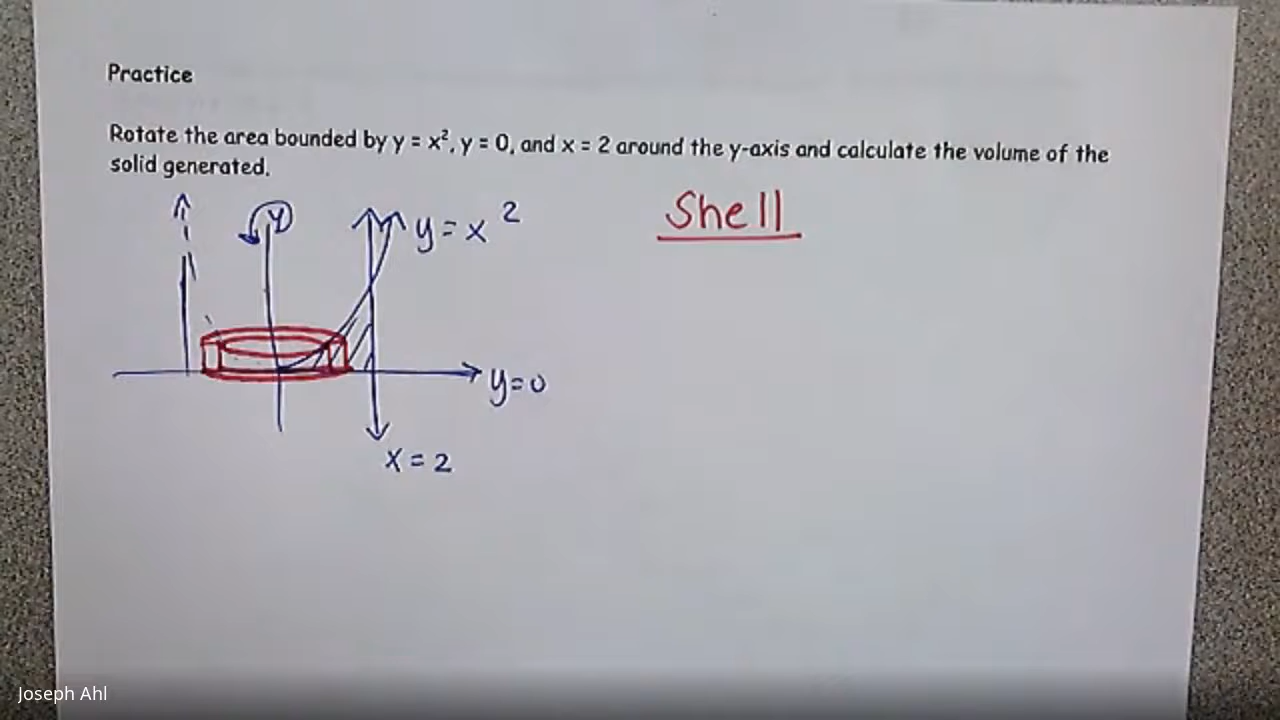 Practice
Rotate the area bounded by y = x², y = 0, and x = 2 around the y-axis and calculate the volume of the
solid generated.
Shell
y
y = x²
y=0
x = 2
Joseph Ahl